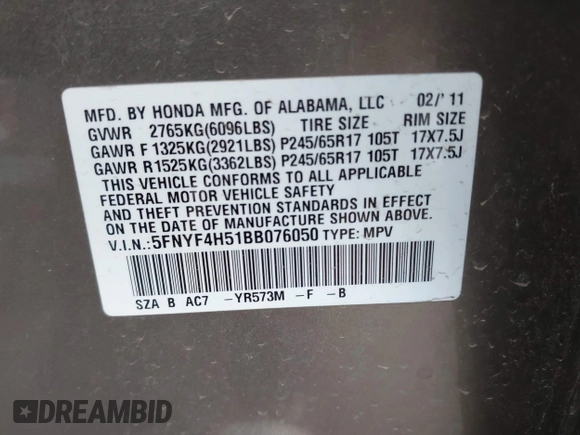 MFD. BY HONDA MFG. OF ALABAMA, LLC 02/'11
GVWR 2765KG(6096LBS) TIRE SIZE RIM SIZE
GAWR F 1325KG(2921LBS) P245/65R17 105T 17X7.5J
GAWR R1525KG(3362LBS) P245/65R17 105T 17X7.5J
THIS VEHICLE CONFORMS TO ALL APPLICABLE
FEDERAL MOTOR VEHICLE SAFETY
AND THEFT PREVENTION STANDARDS IN EFFECT
ON THE DATE OF MANUFACTURE SHOWN ABOVE.
V.I.N.:5FNYF4H51BB076050 TYPE: MPV
SZA B AC7 -YR573M -F -B
DREAMBID